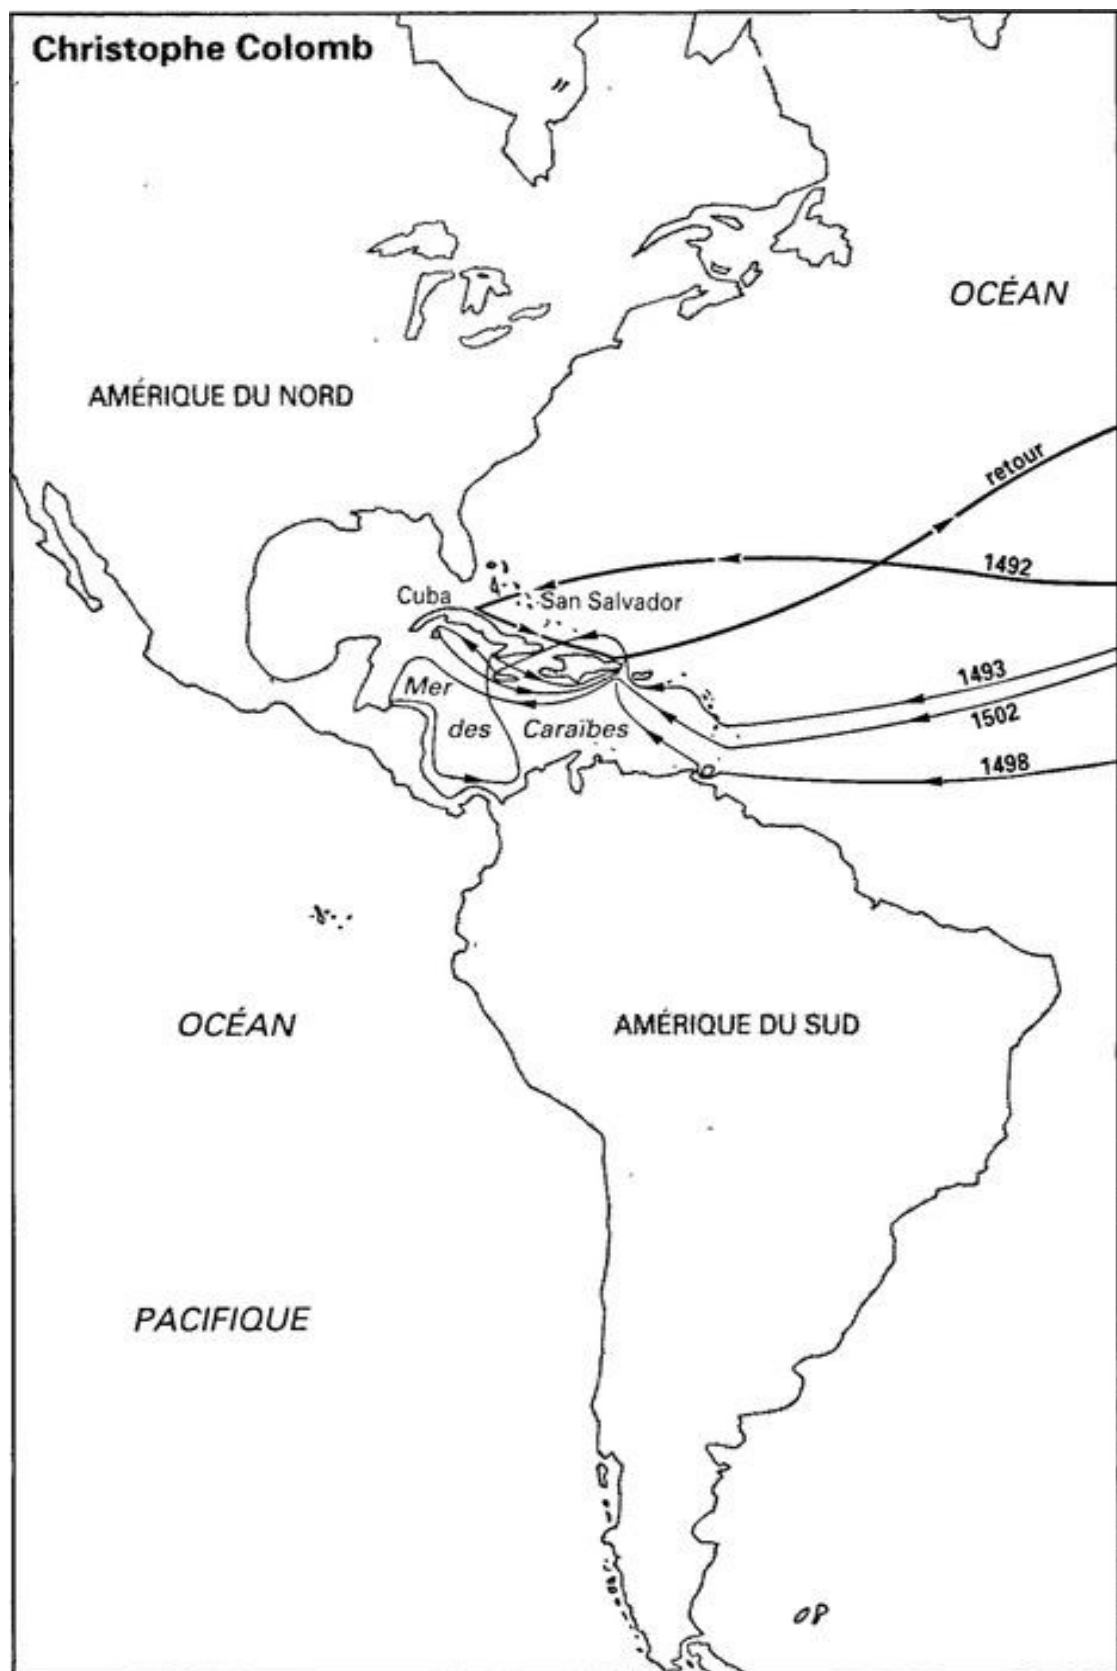 Christophe Colomb
OCÉAN
AMÉRIQUE DU NORD
retour
1492
Cuba
San Salvador
1493
Mer
1502
des Caraïbes
1498
OCÉAN
AMÉRIQUE DU SUD
PACIFIQUE